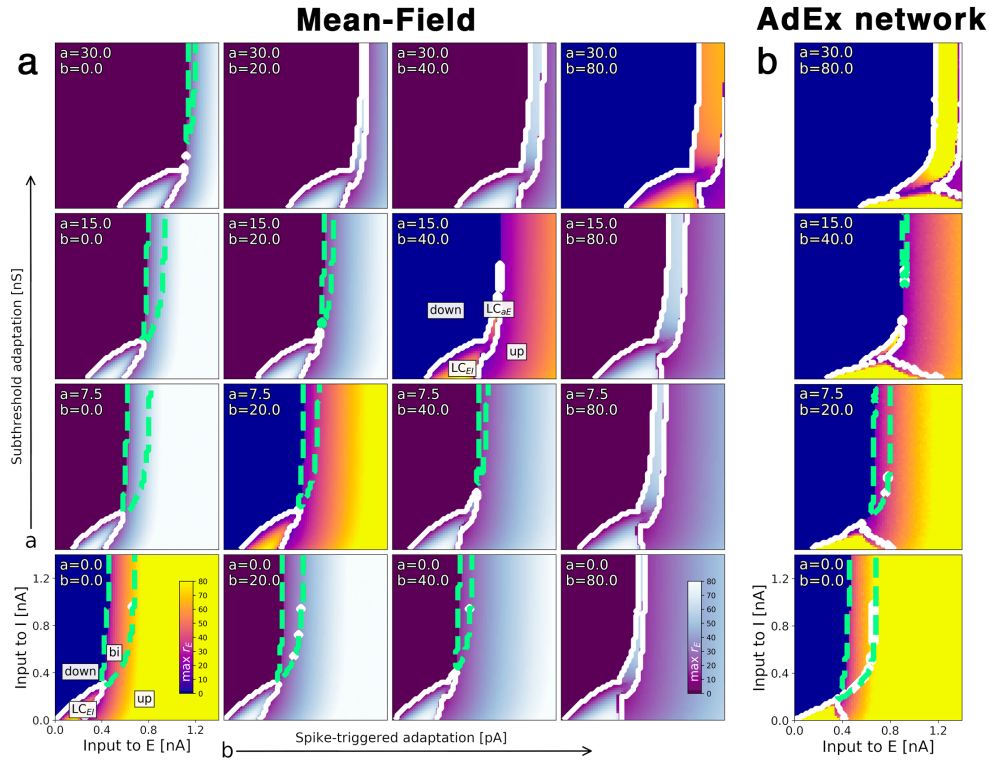 Mean-Field
AdEx network
a
b
a=30.0
b=0.0
a=30.0
b=20.0
a=30.0
b=40.0
a=30.0
b=80.0
a=30.0
b=80.0
a=15.0
b=0.0
a=15.0
b=20.0
a=15.0
b=40.0
down
LC_aE
up
LC_EI
a=15.0
b=80.0
a=15.0
b=40.0
Subthreshold adaptation [nS]
a
a=7.5
b=0.0
a=7.5
b=20.0
a=7.5
b=40.0
a=7.5
b=80.0
a=7.5
b=20.0
a=0.0
b=0.0
bi
down
up
LC_EI
80
70
60
50
40
30
20
10
0
max r_E
a=0.0
b=20.0
a=0.0
b=40.0
a=0.0
b=80.0
80
70
60
50
40
30
20
10
0
max r_E
a=0.0
b=0.0
Input to I [nA]
1.2
0.8
0.4
0.0
0.0 0.4 0.8 1.2
Input to E [nA]
Input to I [nA]
1.2
0.8
0.4
0.0
0.0 0.4 0.8 1.2
Input to E [nA]
Spike-triggered adaptation [pA]
b